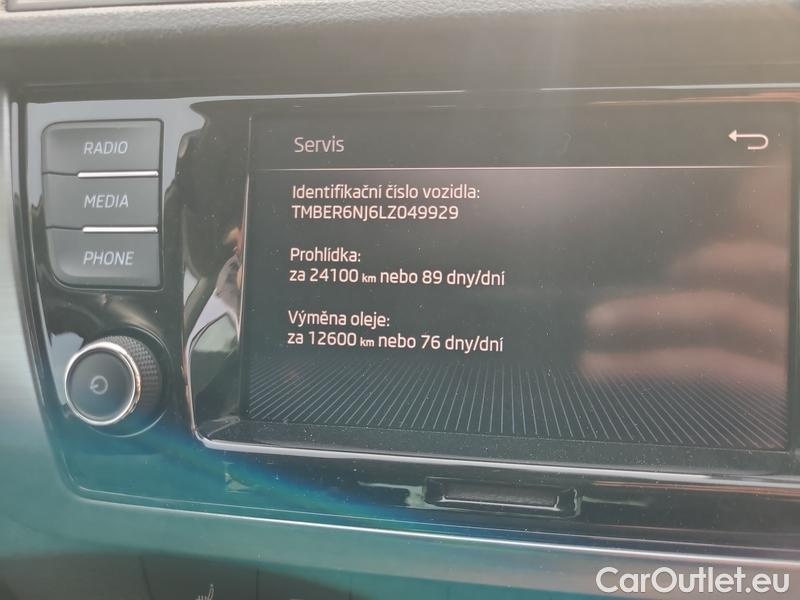 RADIO
MEDIA
PHONE
Servis
Identifikační číslo vozidla:
TMBER6NJ6LZ049929
Prohlídka:
za 24100 km nebo 89 dny/dní
Výměna oleje:
za 12600 km nebo 76 dny/dní
CarOutlet.eu